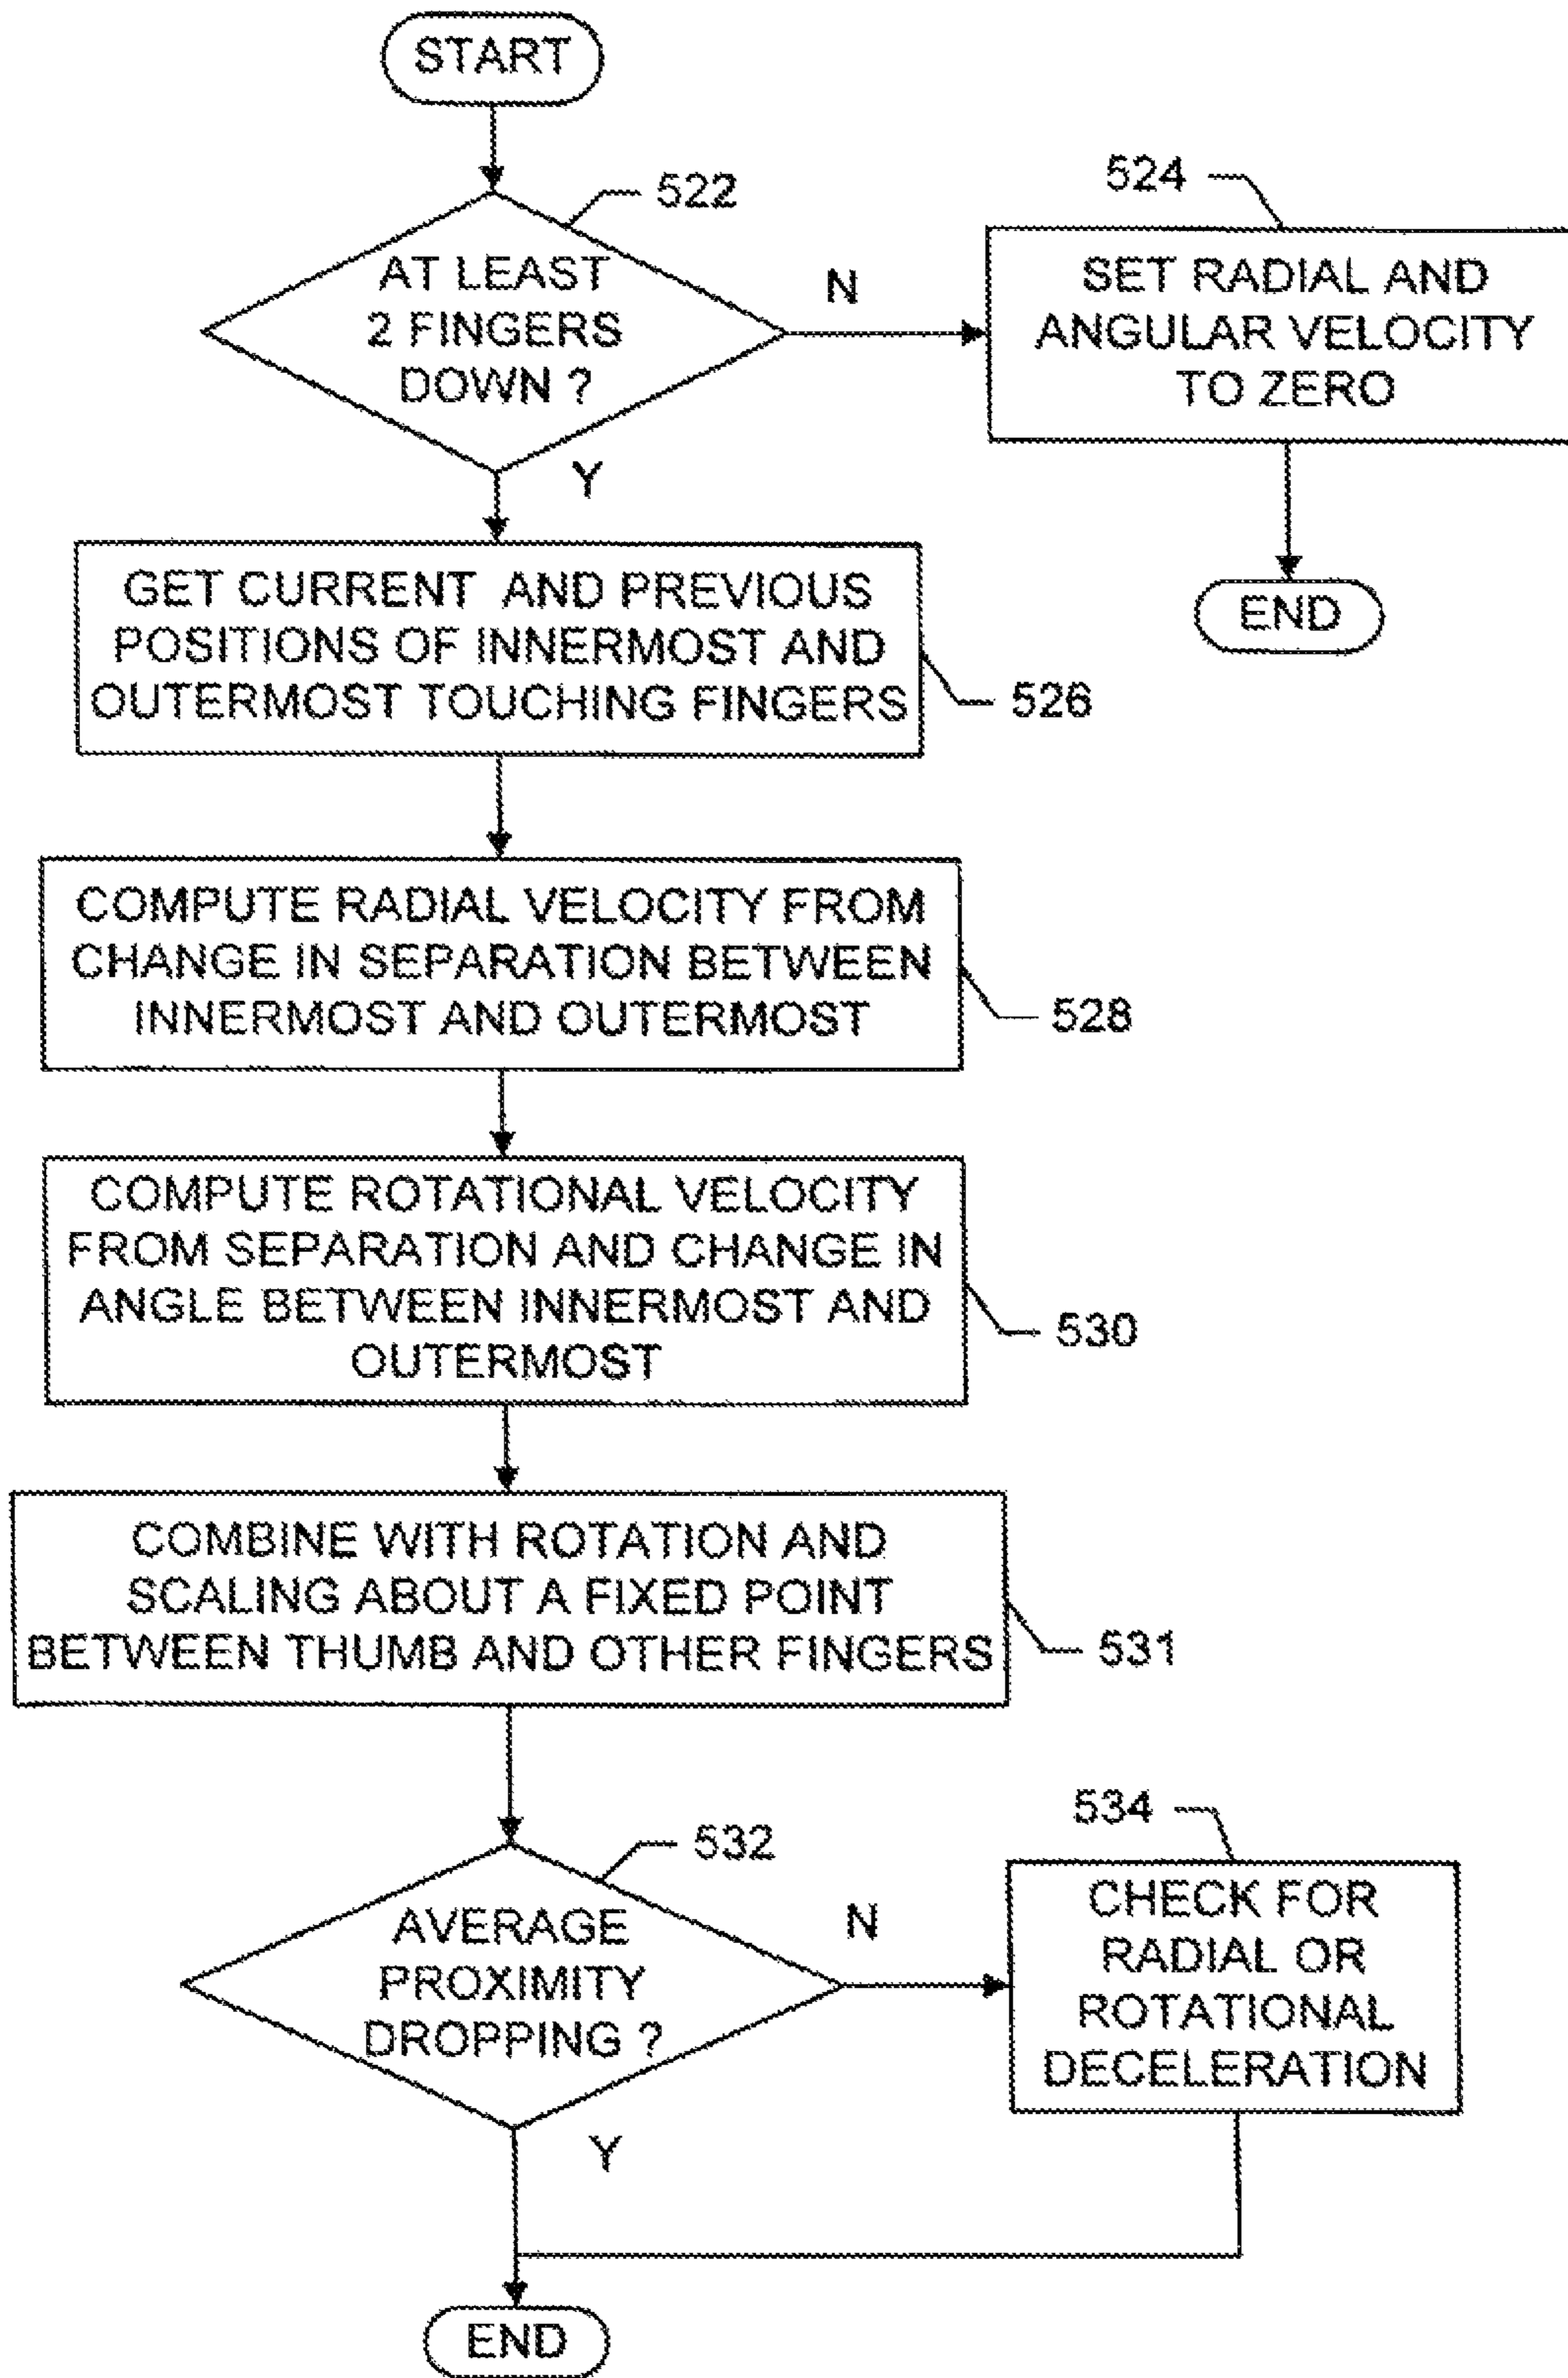 START
522
AT LEAST
2 FINGERS
DOWN ?
N
524
SET RADIAL AND
ANGULAR VELOCITY
TO ZERO
END
Y
GET CURRENT AND PREVIOUS
POSITIONS OF INNERMOST AND
OUTERMOST TOUCHING FINGERS
526
COMPUTE RADIAL VELOCITY FROM
CHANGE IN SEPARATION BETWEEN
INNERMOST AND OUTERMOST
528
COMPUTE ROTATIONAL VELOCITY
FROM SEPARATION AND CHANGE IN
ANGLE BETWEEN INNERMOST AND
OUTERMOST
530
COMBINE WITH ROTATION AND
SCALING ABOUT A FIXED POINT
BETWEEN THUMB AND OTHER FINGERS
531
532
AVERAGE
PROXIMITY
DROPPING ?
N
534
CHECK FOR
RADIAL OR
ROTATIONAL
DECELERATION
Y
END